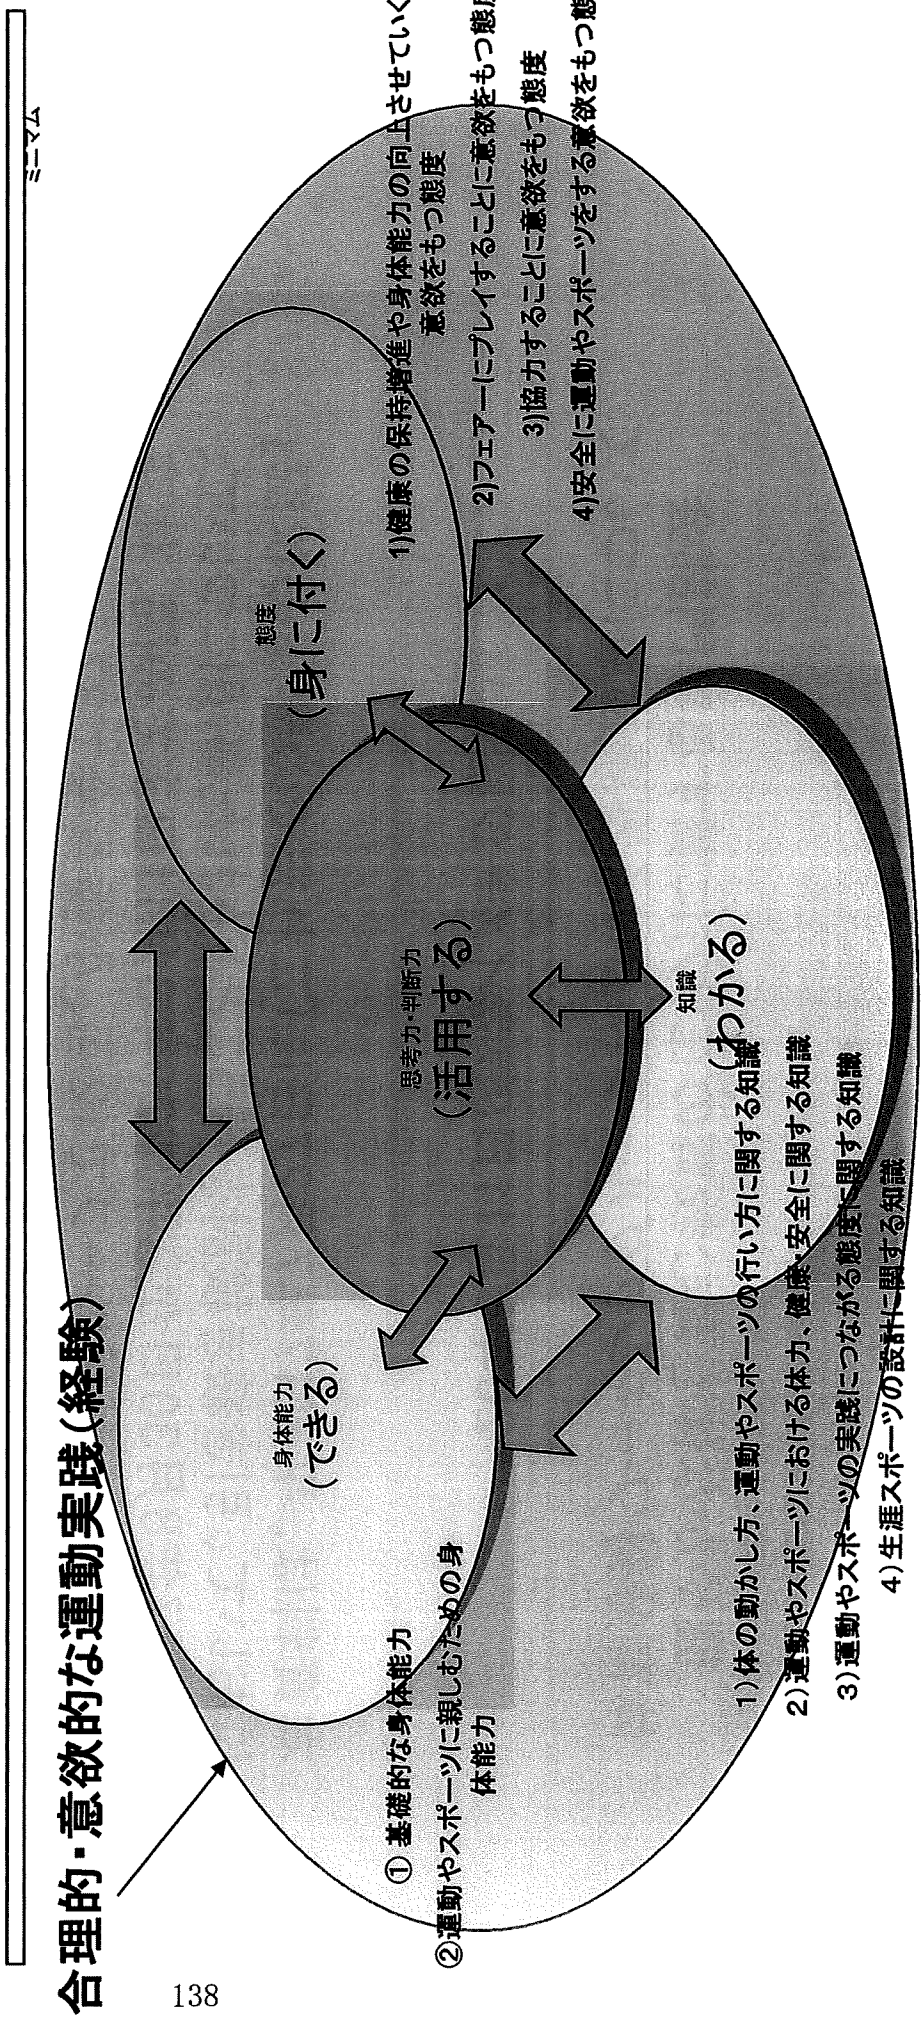 ミニマム
合理的・意欲的な運動実践(経験)
態度
(身に付く)
1)健康の保持増進や身体能力の向上させていく
意欲をもつ態度
2)フェアーにプレイすることに意欲をもつ態度
3)協力することに意欲をもつ態度
4)安全に運動やスポーツをする意欲をもつ態
身体能力
(できる)
① 基礎的な身体能力
②運動やスポーツに親しむための身
体能力
思考力・判断力
(活用する)
知識
(わかる)
1)体の動かし方、運動やスポーツの行い方に関する知識
2)運動やスポーツにおける体力、健康・安全に関する知識
3)運動やスポーツの実践につながる態度に関する知識
4)生涯スポーツの設計に関する知識
138